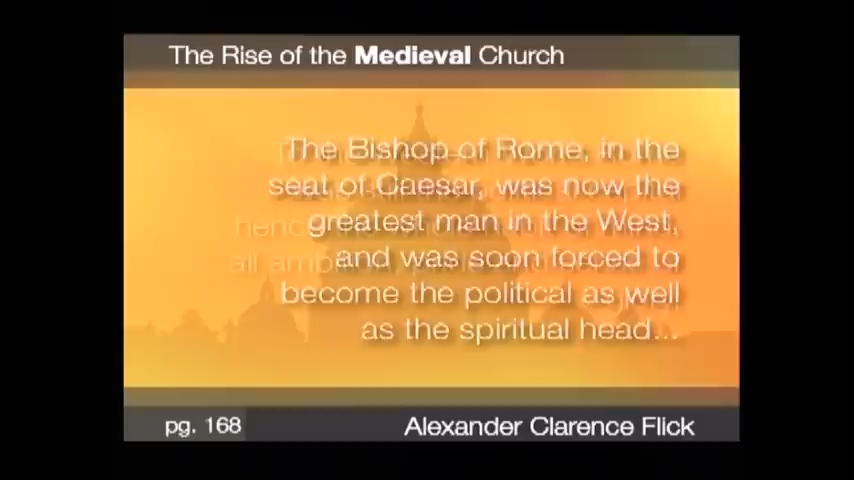 The Rise of the Medieval Church
The Bishop of Rome, in the
seat of Caesar, was now the
greatest man in the West,
and was soon forced to
become the political as well
as the spiritual head...
pg. 168
Alexander Clarence Flick